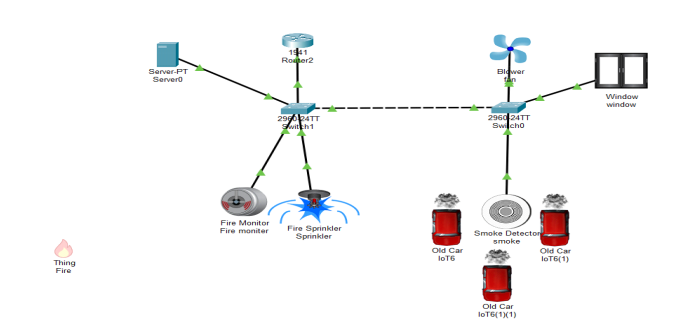 1941
Router2
Server-PT
Server0
Blower
fan
Window
window
2960-24TT
Switch1
2960-24TT
Switch0
Fire Monitor
Fire moniter
Fire Sprinkler
Sprinkler
Smoke Detector
smoke
Old Car
IoT6
Old Car
IoT6(1)
Thing
Fire
Old Car
IoT6(1)(1)